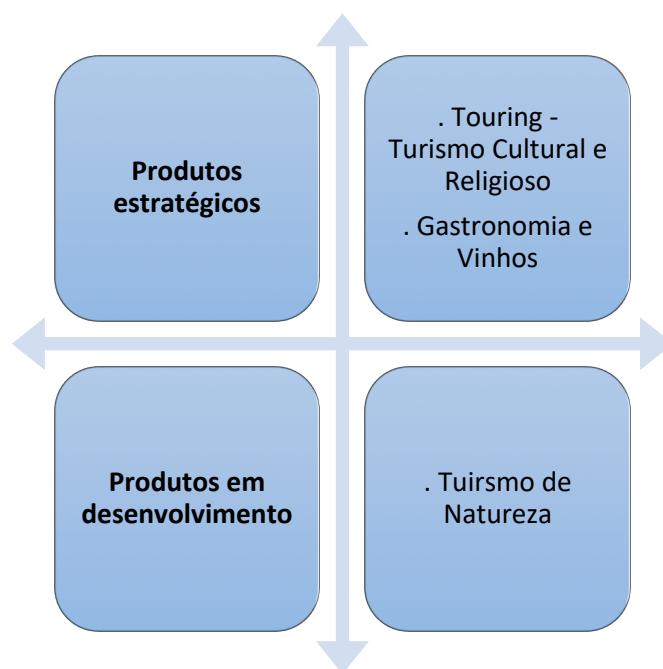 Produtos
estratégicos
. Touring -
Turismo Cultural e
Religioso
. Gastronomia e
Vinhos
Produtos em
desenvolvimento
. Tuirsmo de
Natureza